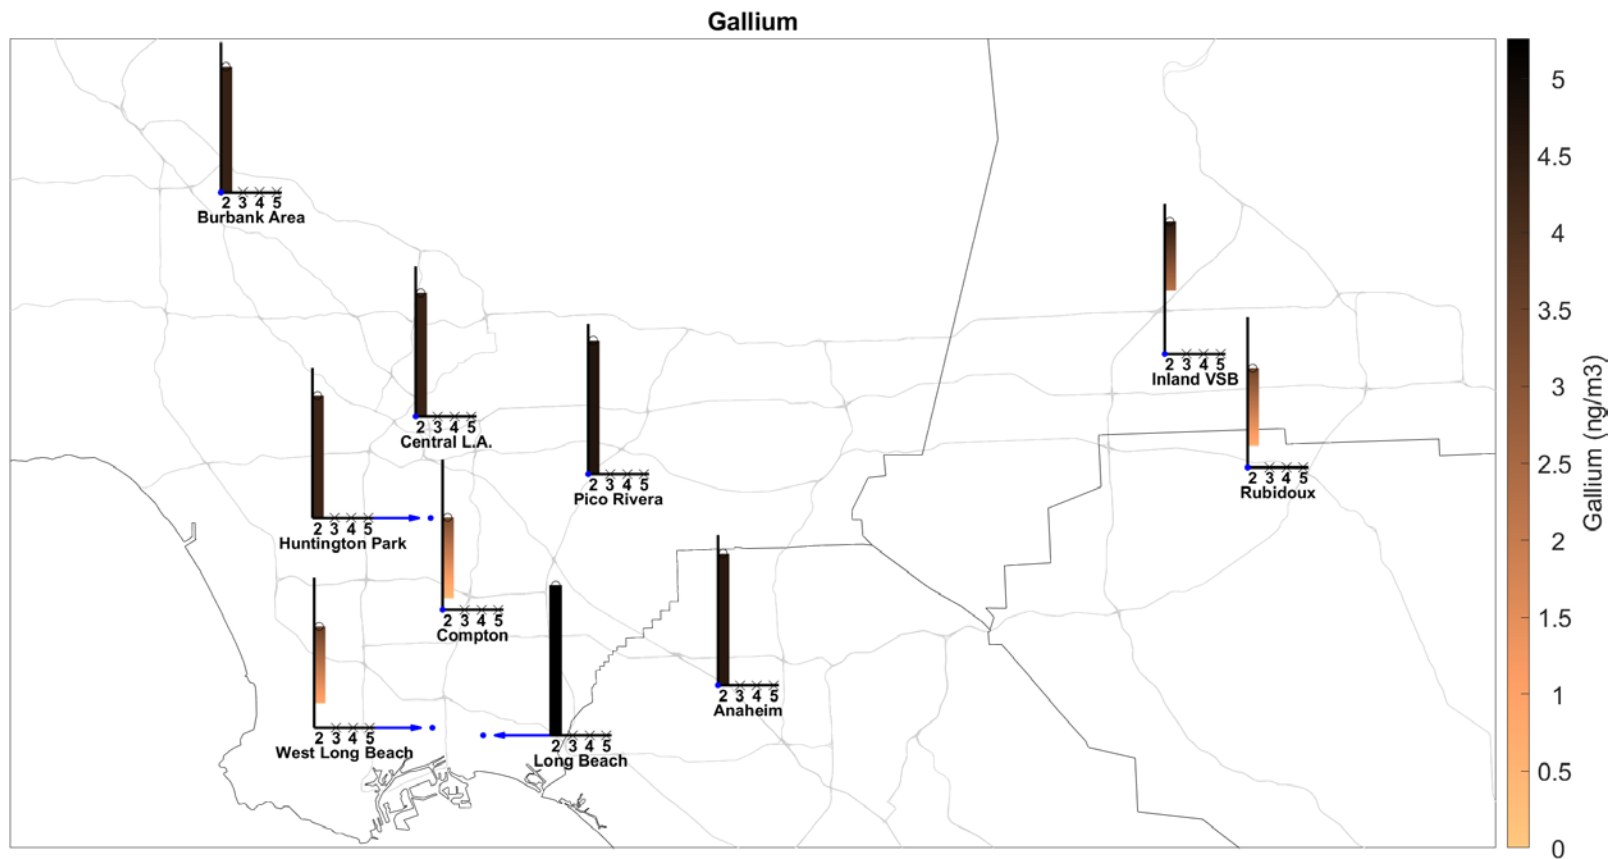 Gallium
2 3 4 5
Burbank Area
2 3 4 5
Central L.A.
2 3 4 5
Huntington Park
2 3 4 5
Pico Rivera
2 3 4 5
Compton
2 3 4 5
West Long Beach
2 3 4 5
Long Beach
2 3 4 5
Anaheim
2 3 4 5
Inland VSB
2 3 4 5
Rubidoux
5
4.5
4
3.5
3
2.5
2
1.5
1
0.5
0
Gallium (ng/m3)